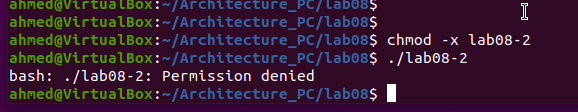 ahmed@VirtualBox:~/Architecture_PC/lab08$
ahmed@VirtualBox:~/Architecture_PC/lab08$
ahmed@VirtualBox:~/Architecture_PC/lab08$ chmod -x lab08-2
ahmed@VirtualBox:~/Architecture_PC/lab08$ ./lab08-2
bash: ./lab08-2: Permission denied
ahmed@VirtualBox:~/Architecture_PC/lab08$